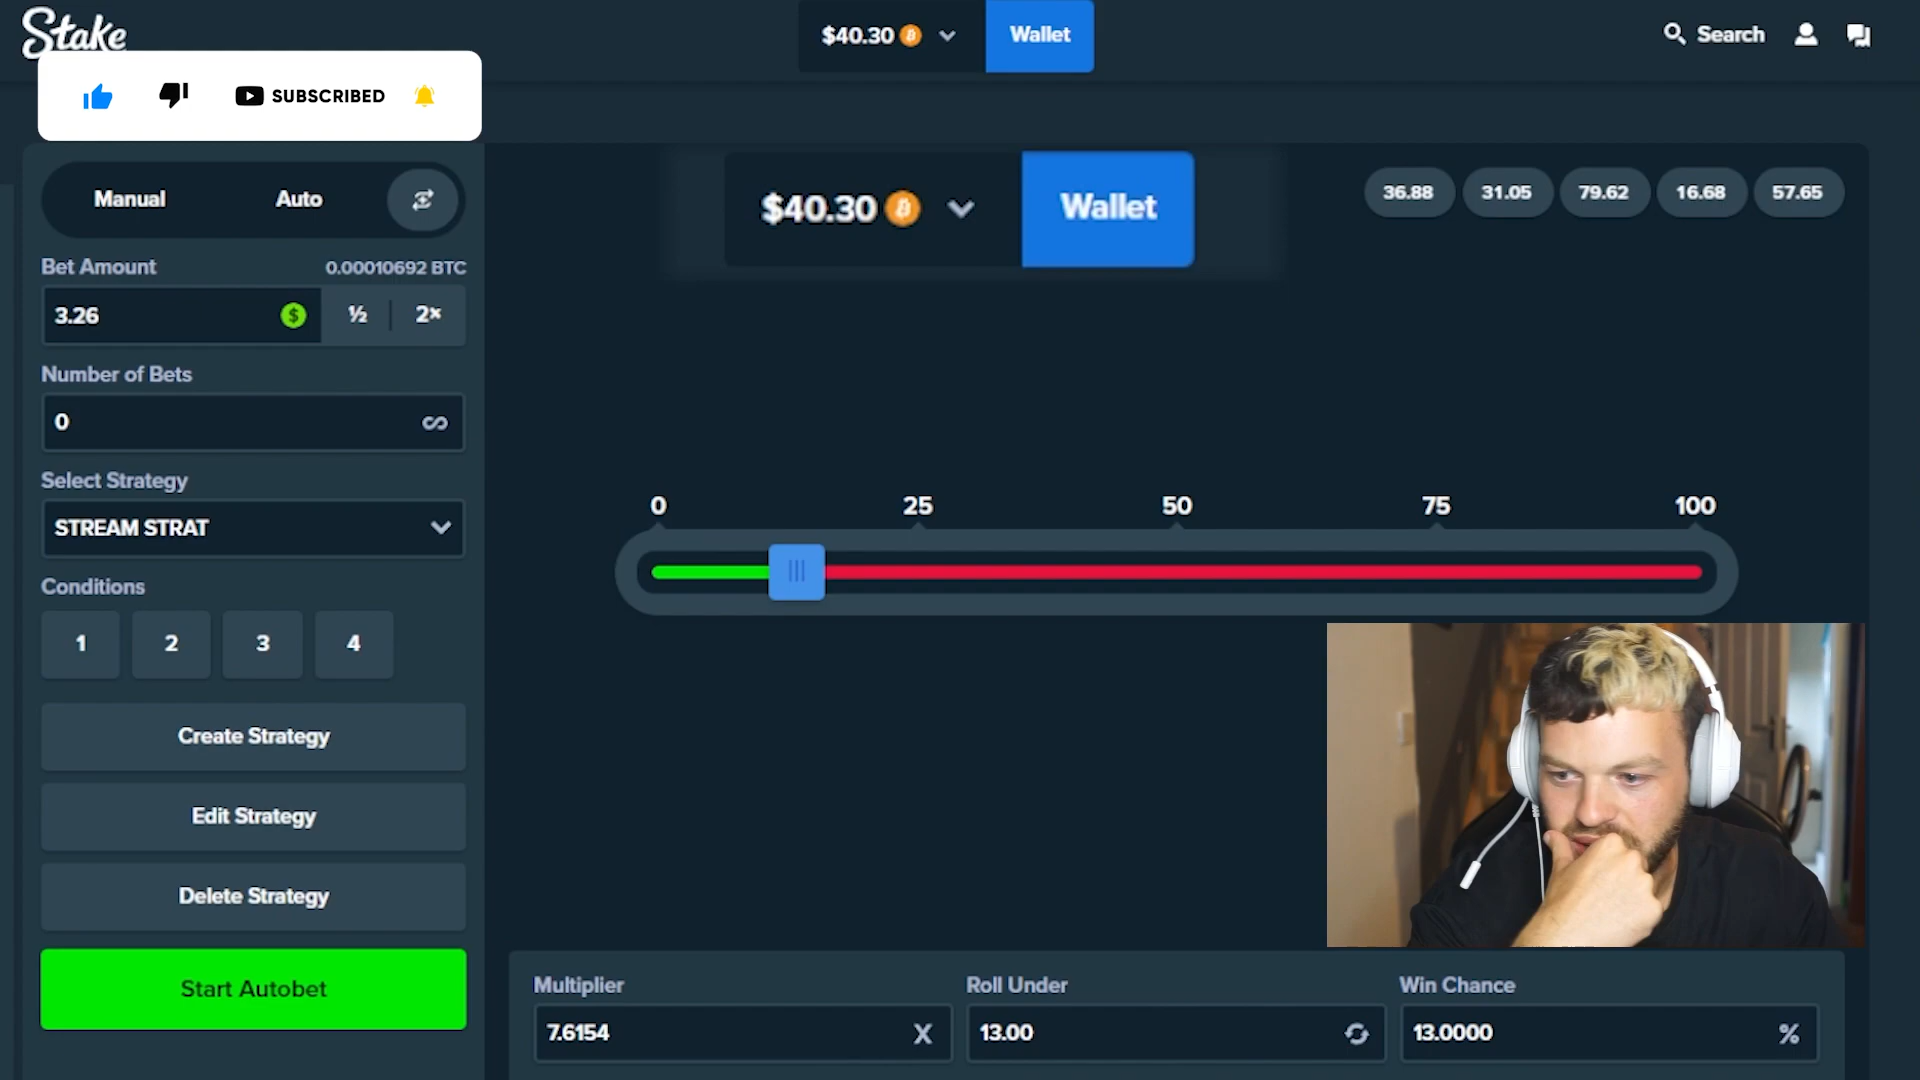 Stake
$40.30
Wallet
Search
SUBSCRIBED
Manual
Auto
$40.30
Wallet
36.88
31.05
79.62
16.68
57.65
Bet Amount
0.00010692 BTC
3.26
$
½
2×
Number of Bets
0
∞
Select Strategy
STREAM STRAT
0
25
50
75
100
Conditions
1
2
3
4
Create Strategy
Edit Strategy
Delete Strategy
Start Autobet
Multiplier
7.6154
X
Roll Under
13.00
Win Chance
13.0000
%